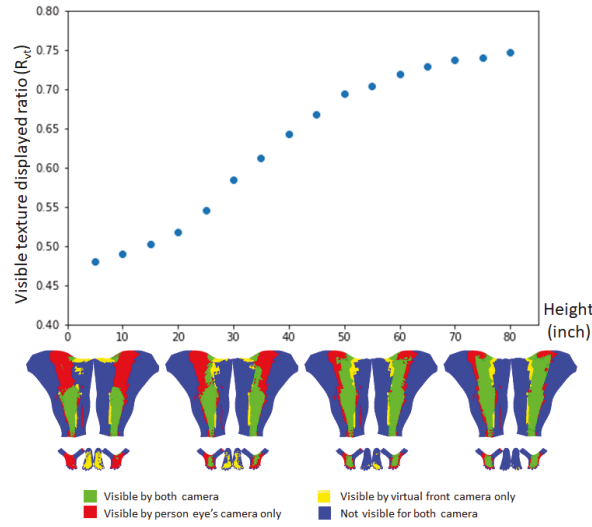 Visible texture displayed ratio (Rvt)
0.80
0.75
0.70
0.65
0.60
0.55
0.50
0.45
0.40
0 10 20 30 40 50 60 70 80
Height
(inch)
Visible by both camera
Visible by virtual front camera only
Visible by person eye's camera only
Not visible for both camera